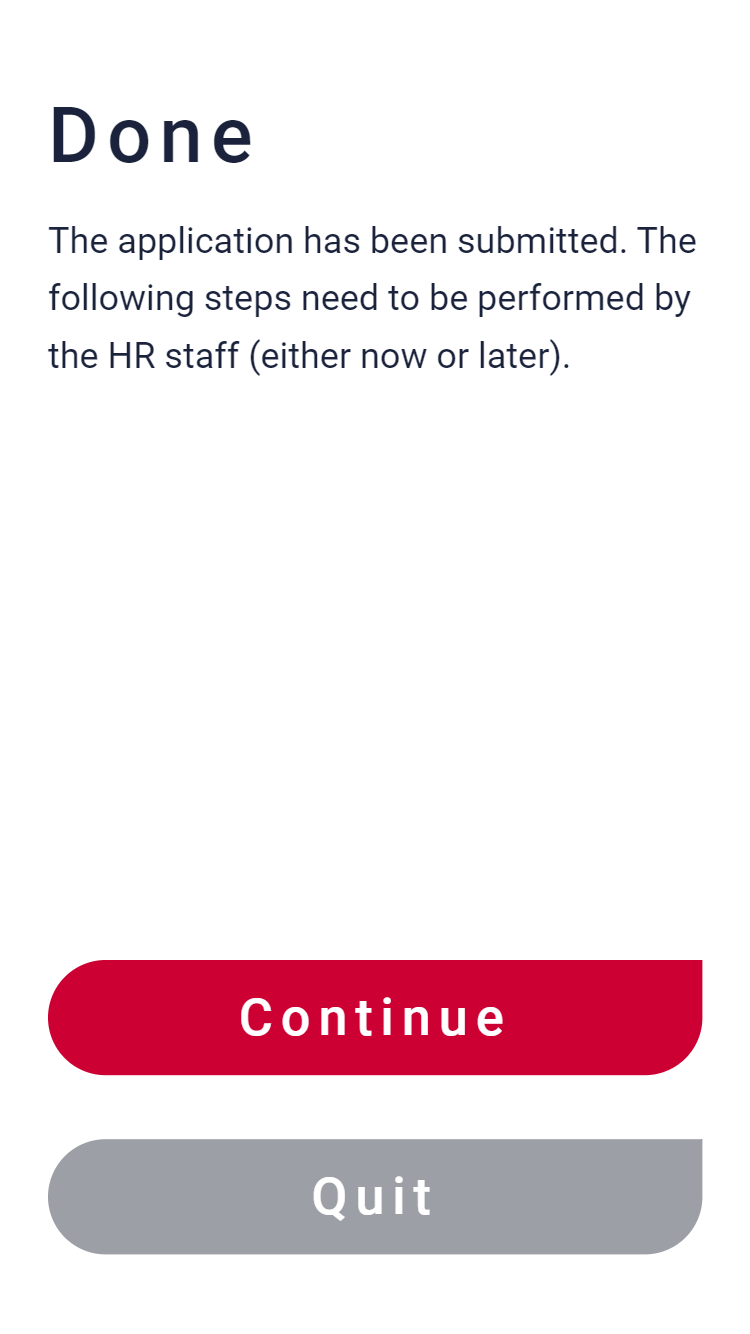 Done
The application has been submitted. The
following steps need to be performed by
the HR staff (either now or later).
Continue
Quit